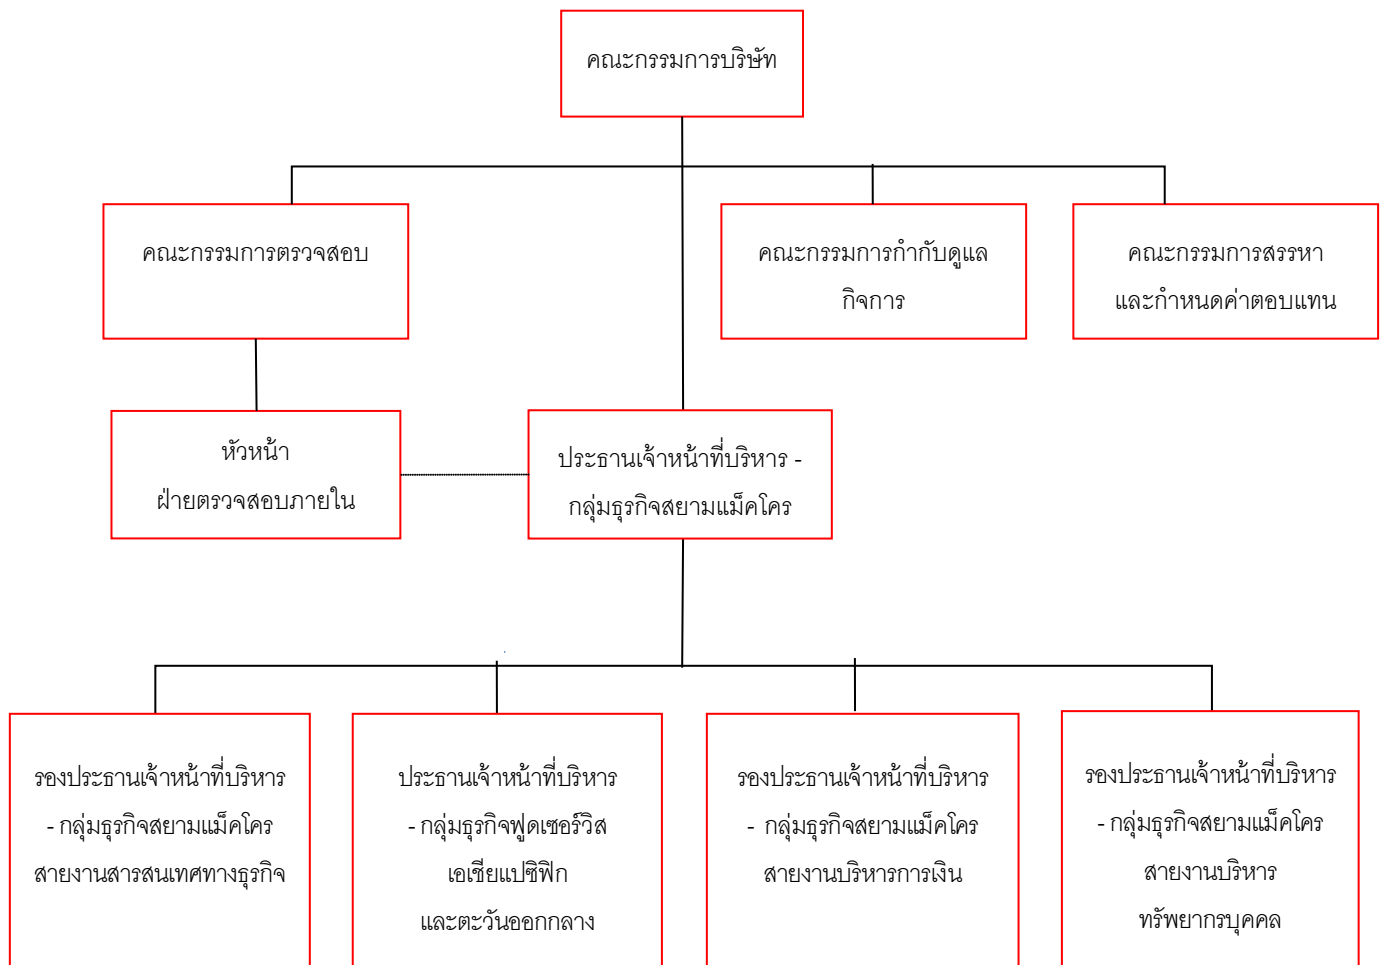 คณะกรรมการบริษัท
คณะกรรมการตรวจสอบ
คณะกรรมการกำกับดูแล
กิจการ
คณะกรรมการสรรหา
และกำหนดค่าตอบแทน
หัวหน้า
ฝ่ายตรวจสอบภายใน
ประธานเจ้าหน้าที่บริหาร -
กลุ่มธุรกิจสยามแม็คโคร
รองประธานเจ้าหน้าที่บริหาร
- กลุ่มธุรกิจสยามแม็คโคร
สายงานสารสนเทศทางธุรกิจ
ประธานเจ้าหน้าที่บริหาร
- กลุ่มธุรกิจฟูดเซอร์วิส
เอเชียแปซิฟิก
และตะวันออกกลาง
รองประธานเจ้าหน้าที่บริหาร
- กลุ่มธุรกิจสยามแม็คโคร
สายงานบริหารการเงิน
รองประธานเจ้าหน้าที่บริหาร
- กลุ่มธุรกิจสยามแม็คโคร
สายงานบริหาร
ทรัพยากรบุคคล